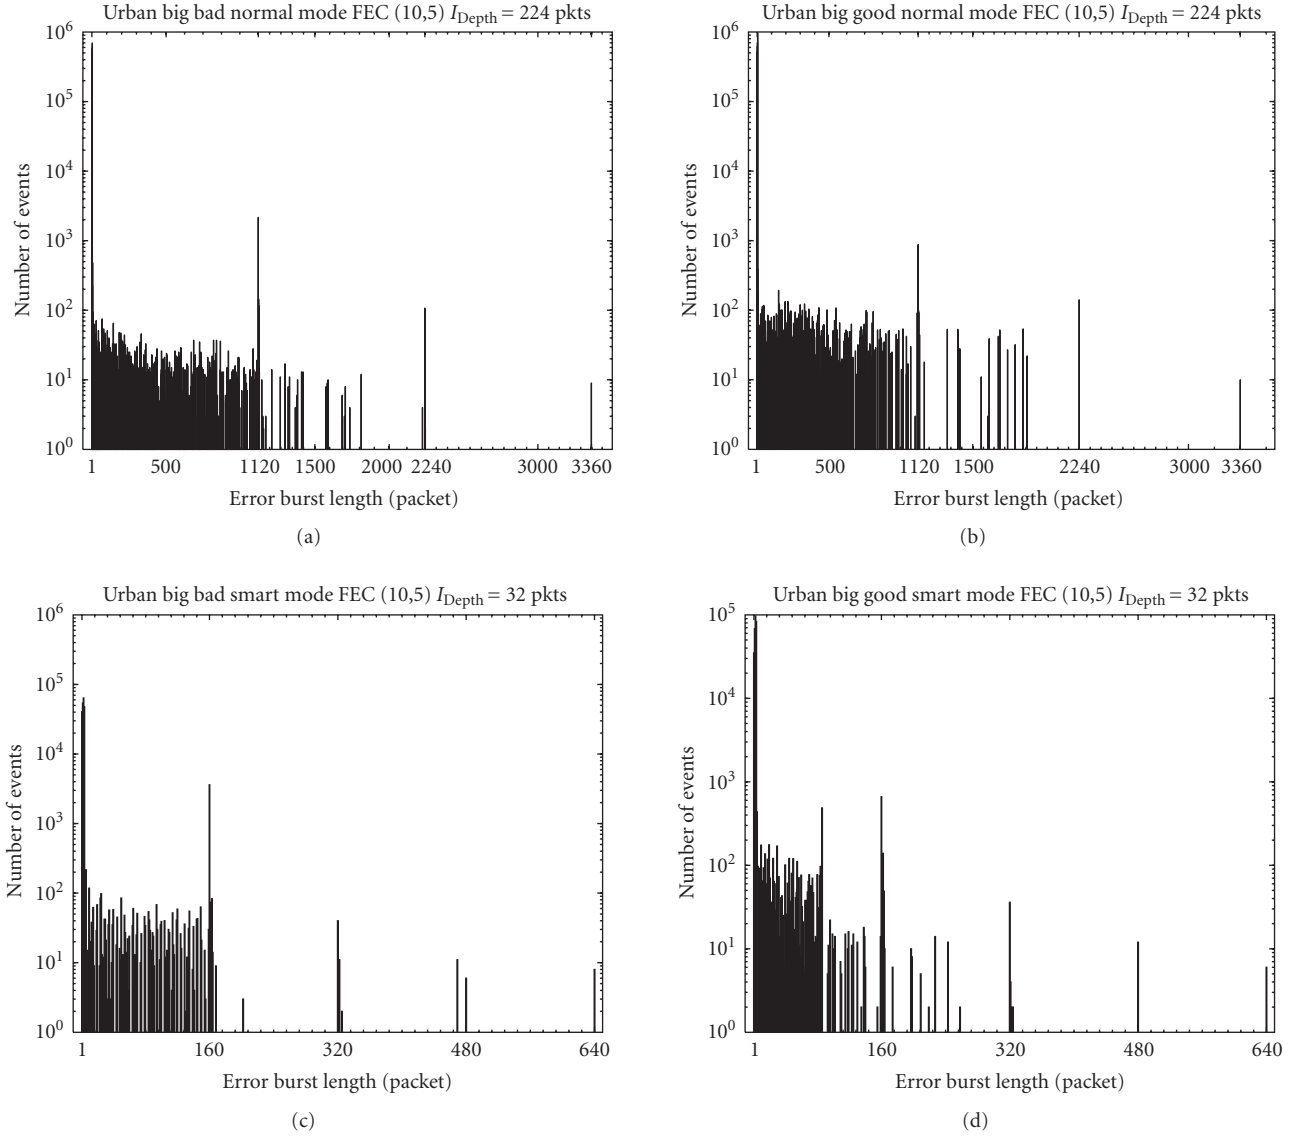 Urban big bad normal mode FEC (10,5) I_Depth = 224 pkts
10^6
10^5
10^4
10^3
10^2
10^1
10^0
Number of events
1 500 1120 1500 2000 2240 3000 3360
Error burst length (packet)
(a)
Urban big good normal mode FEC (10,5) I_Depth = 224 pkts
10^6
10^5
10^4
10^3
10^2
10^1
10^0
Number of events
1 500 1120 1500 2240 3000 3360
Error burst length (packet)
(b)
Urban big bad smart mode FEC (10,5) I_Depth = 32 pkts
10^6
10^5
10^4
10^3
10^2
10^1
10^0
Number of events
1 160 320 480 640
Error burst length (packet)
(c)
Urban big good smart mode FEC (10,5) I_Depth = 32 pkts
10^5
10^4
10^3
10^2
10^1
10^0
Number of events
1 160 320 480 640
Error burst length (packet)
(d)